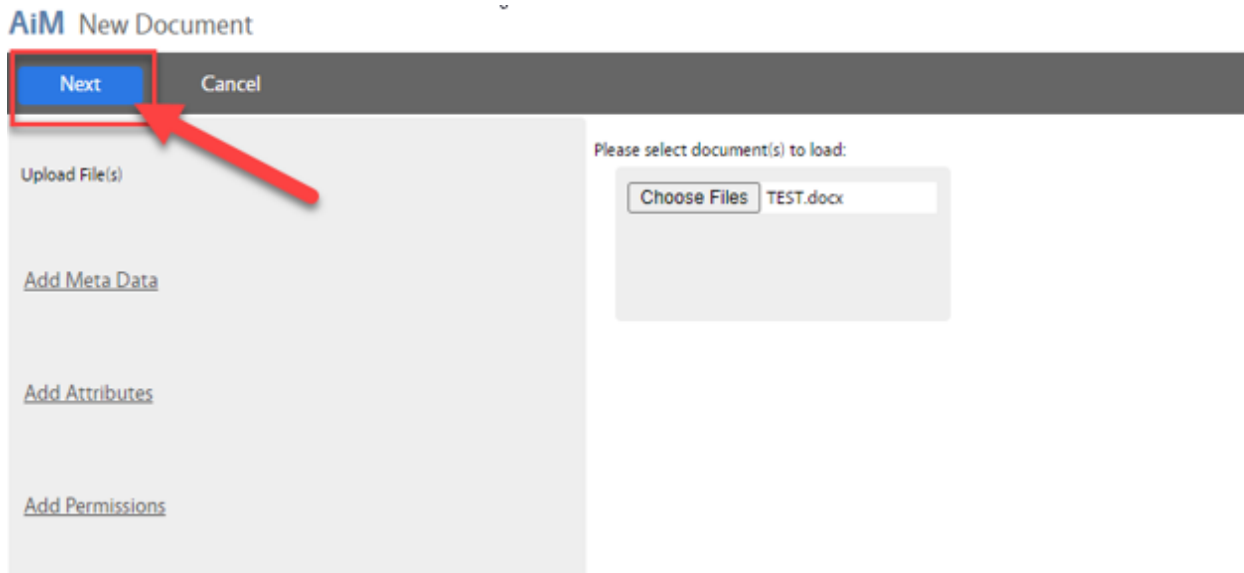 AiM New Document
Next Cancel
Upload File(s)
Add Meta Data
Add Attributes
Add Permissions
Please select document(s) to load:
Choose Files TEST.docx